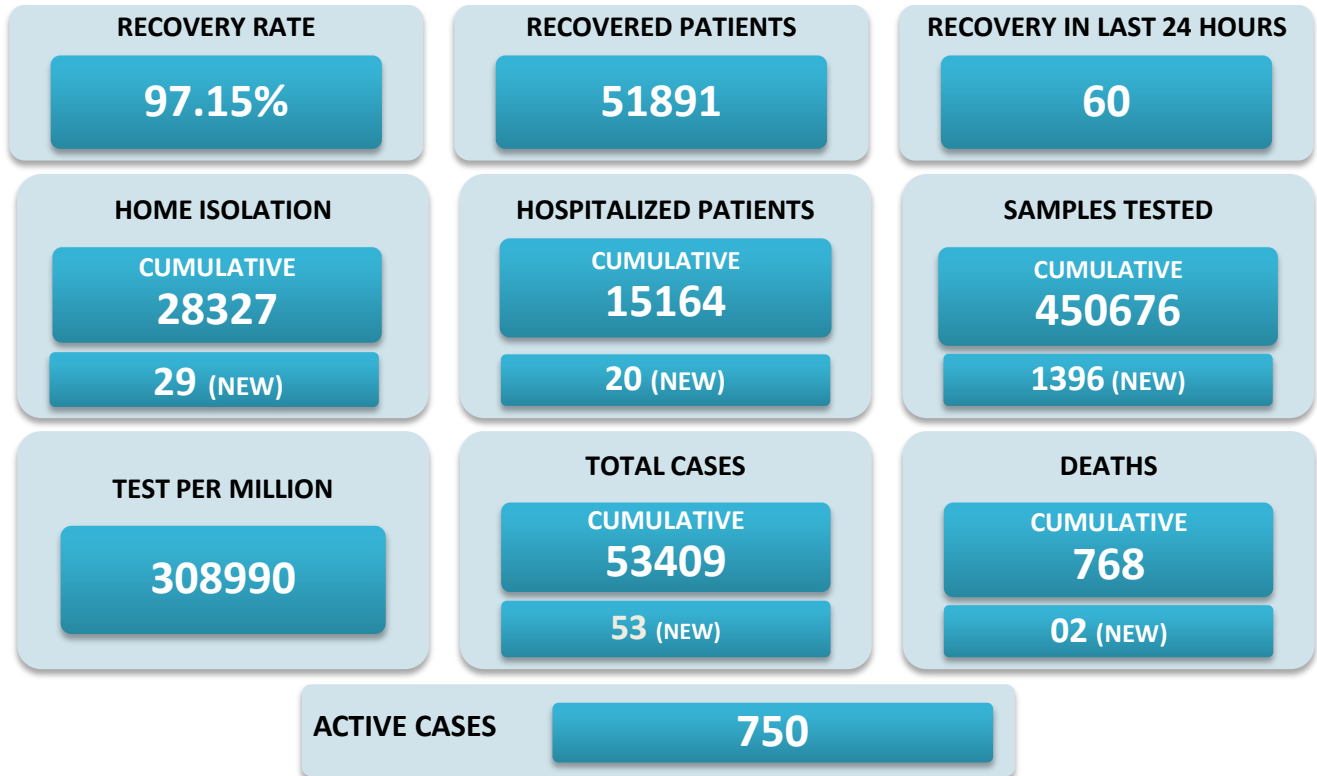 RECOVERY RATE
97.15%
RECOVERED PATIENTS
51891
RECOVERY IN LAST 24 HOURS
60
HOME ISOLATION
CUMULATIVE
28327
29 (NEW)
HOSPITALIZED PATIENTS
CUMULATIVE
15164
20 (NEW)
SAMPLES TESTED
CUMULATIVE
450676
1396 (NEW)
TEST PER MILLION
308990
TOTAL CASES
CUMULATIVE
53409
53 (NEW)
DEATHS
CUMULATIVE
768
02 (NEW)
ACTIVE CASES
750